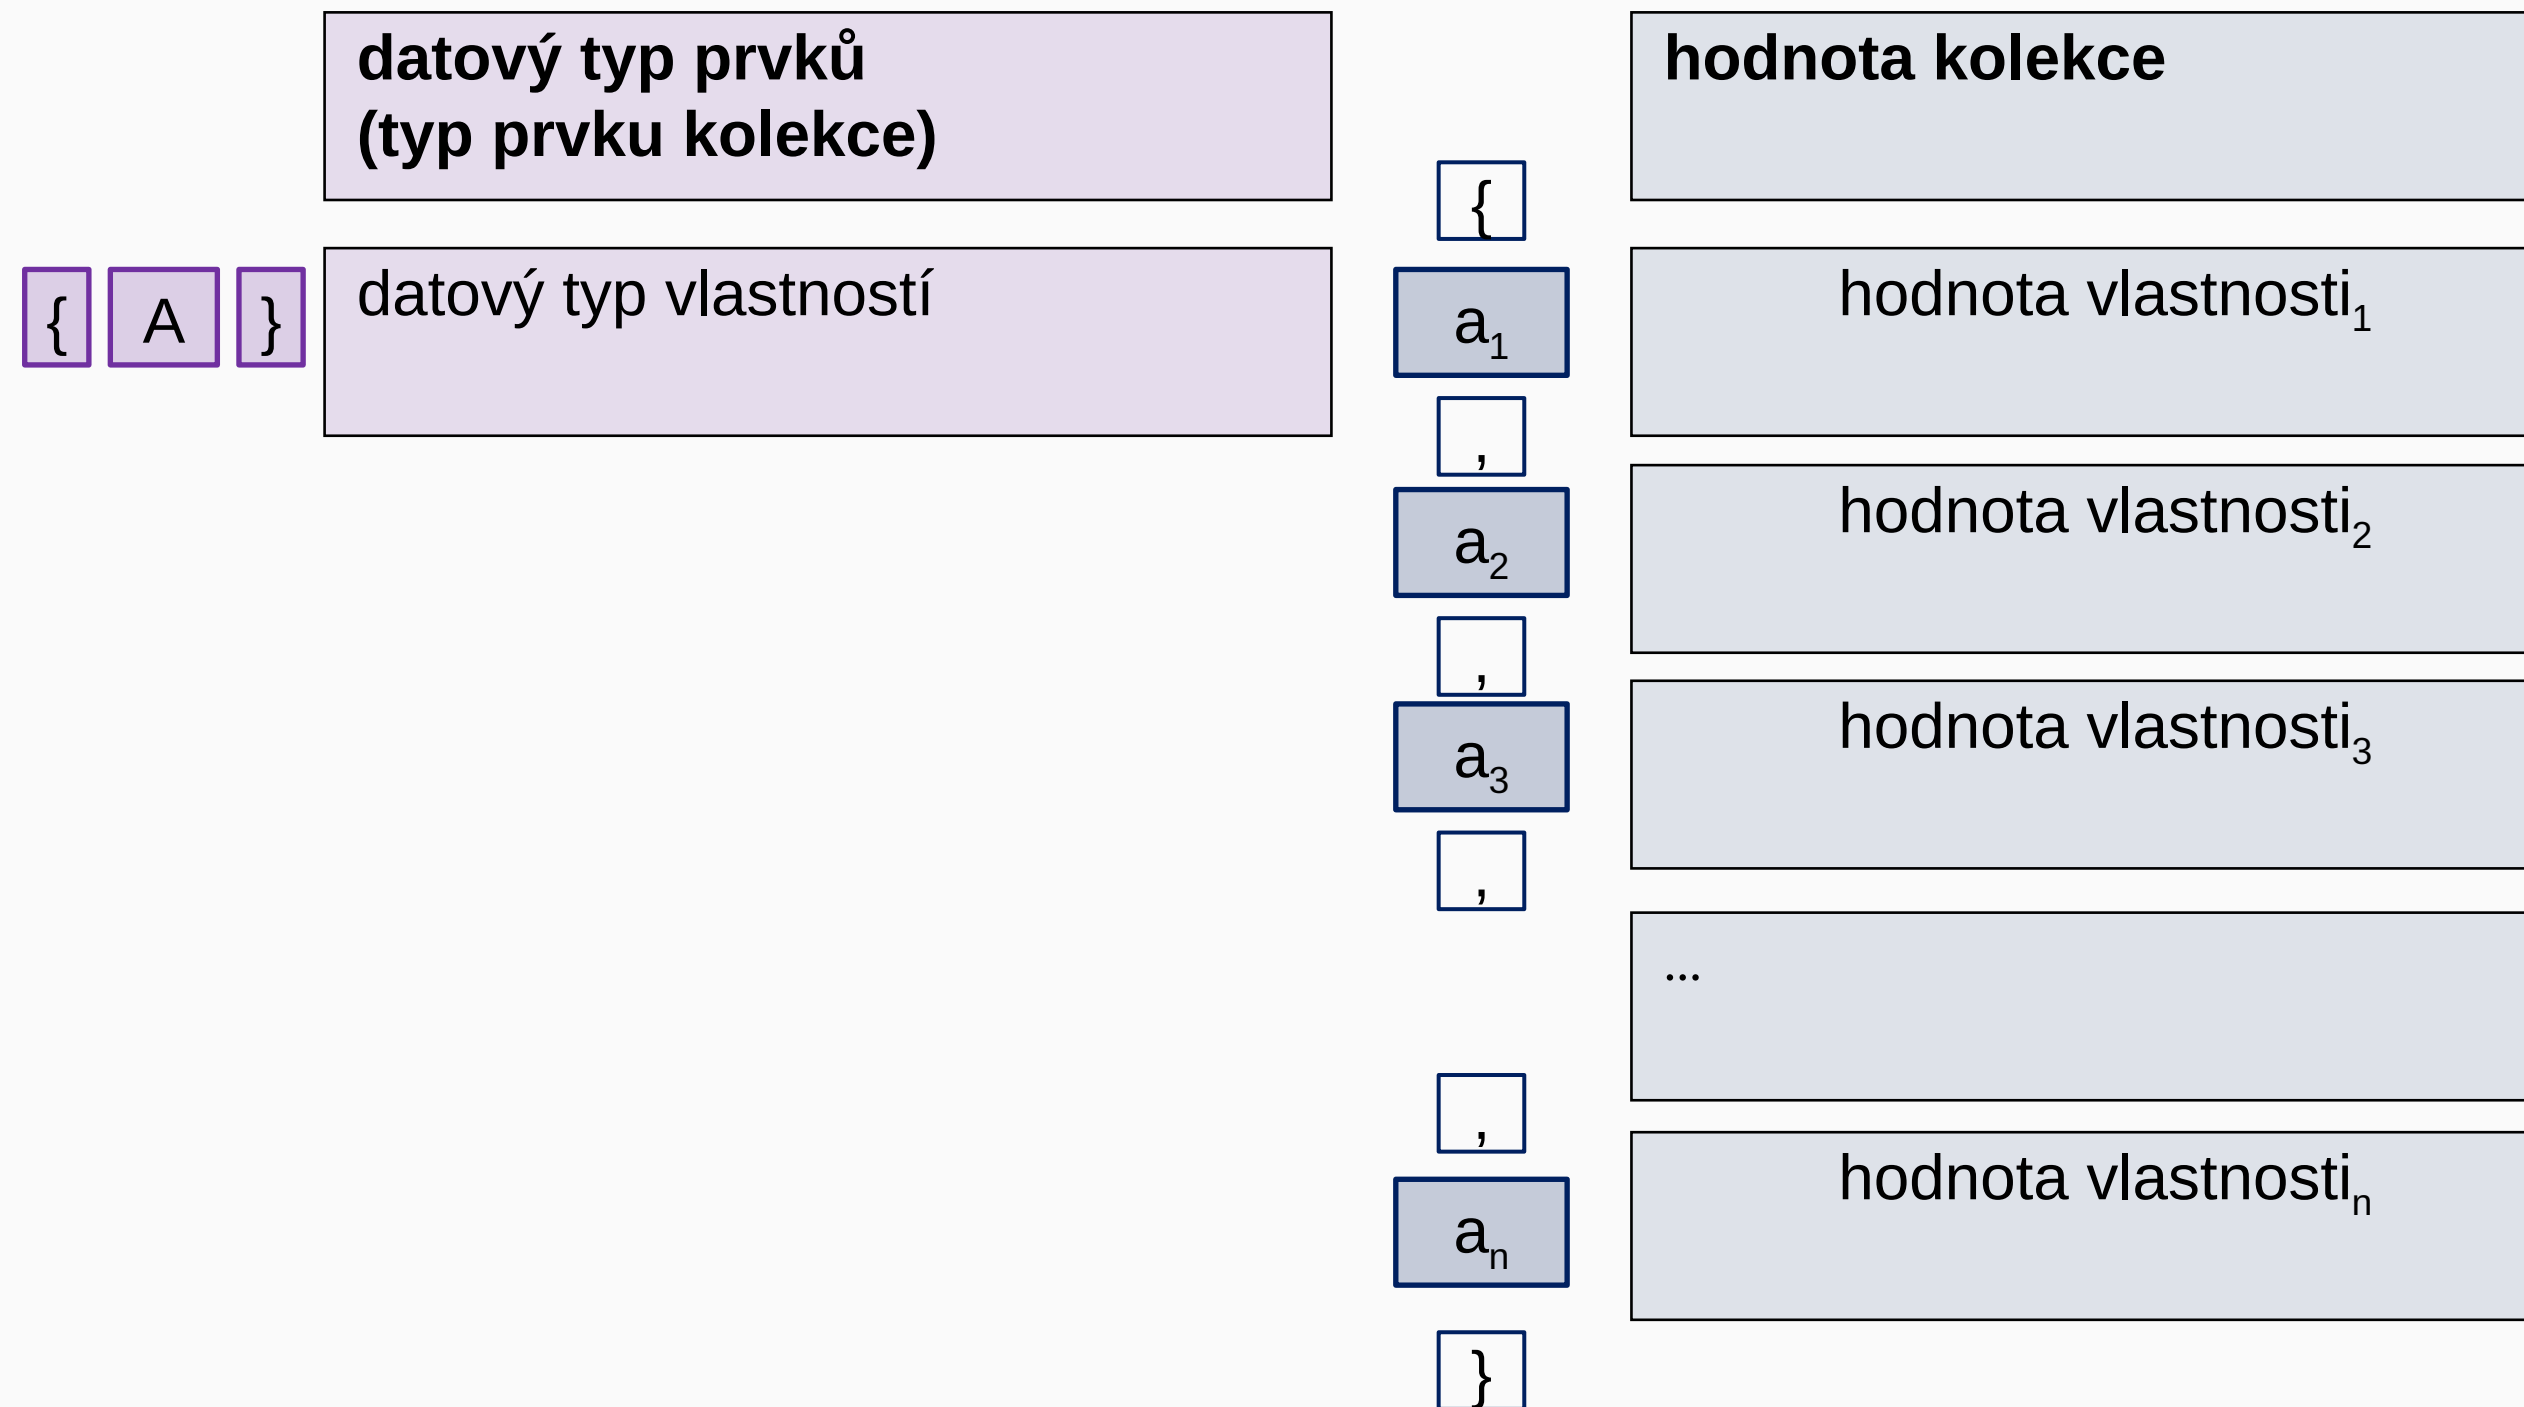 datový typ prvků
(typ prvku kolekce)
hodnota kolekce
{
{ A }
datový typ vlastností
a1
hodnota vlastnosti1
,
a2
hodnota vlastnosti2
,
a3
hodnota vlastnosti3
,
...
,
an
hodnota vlastnostin
}